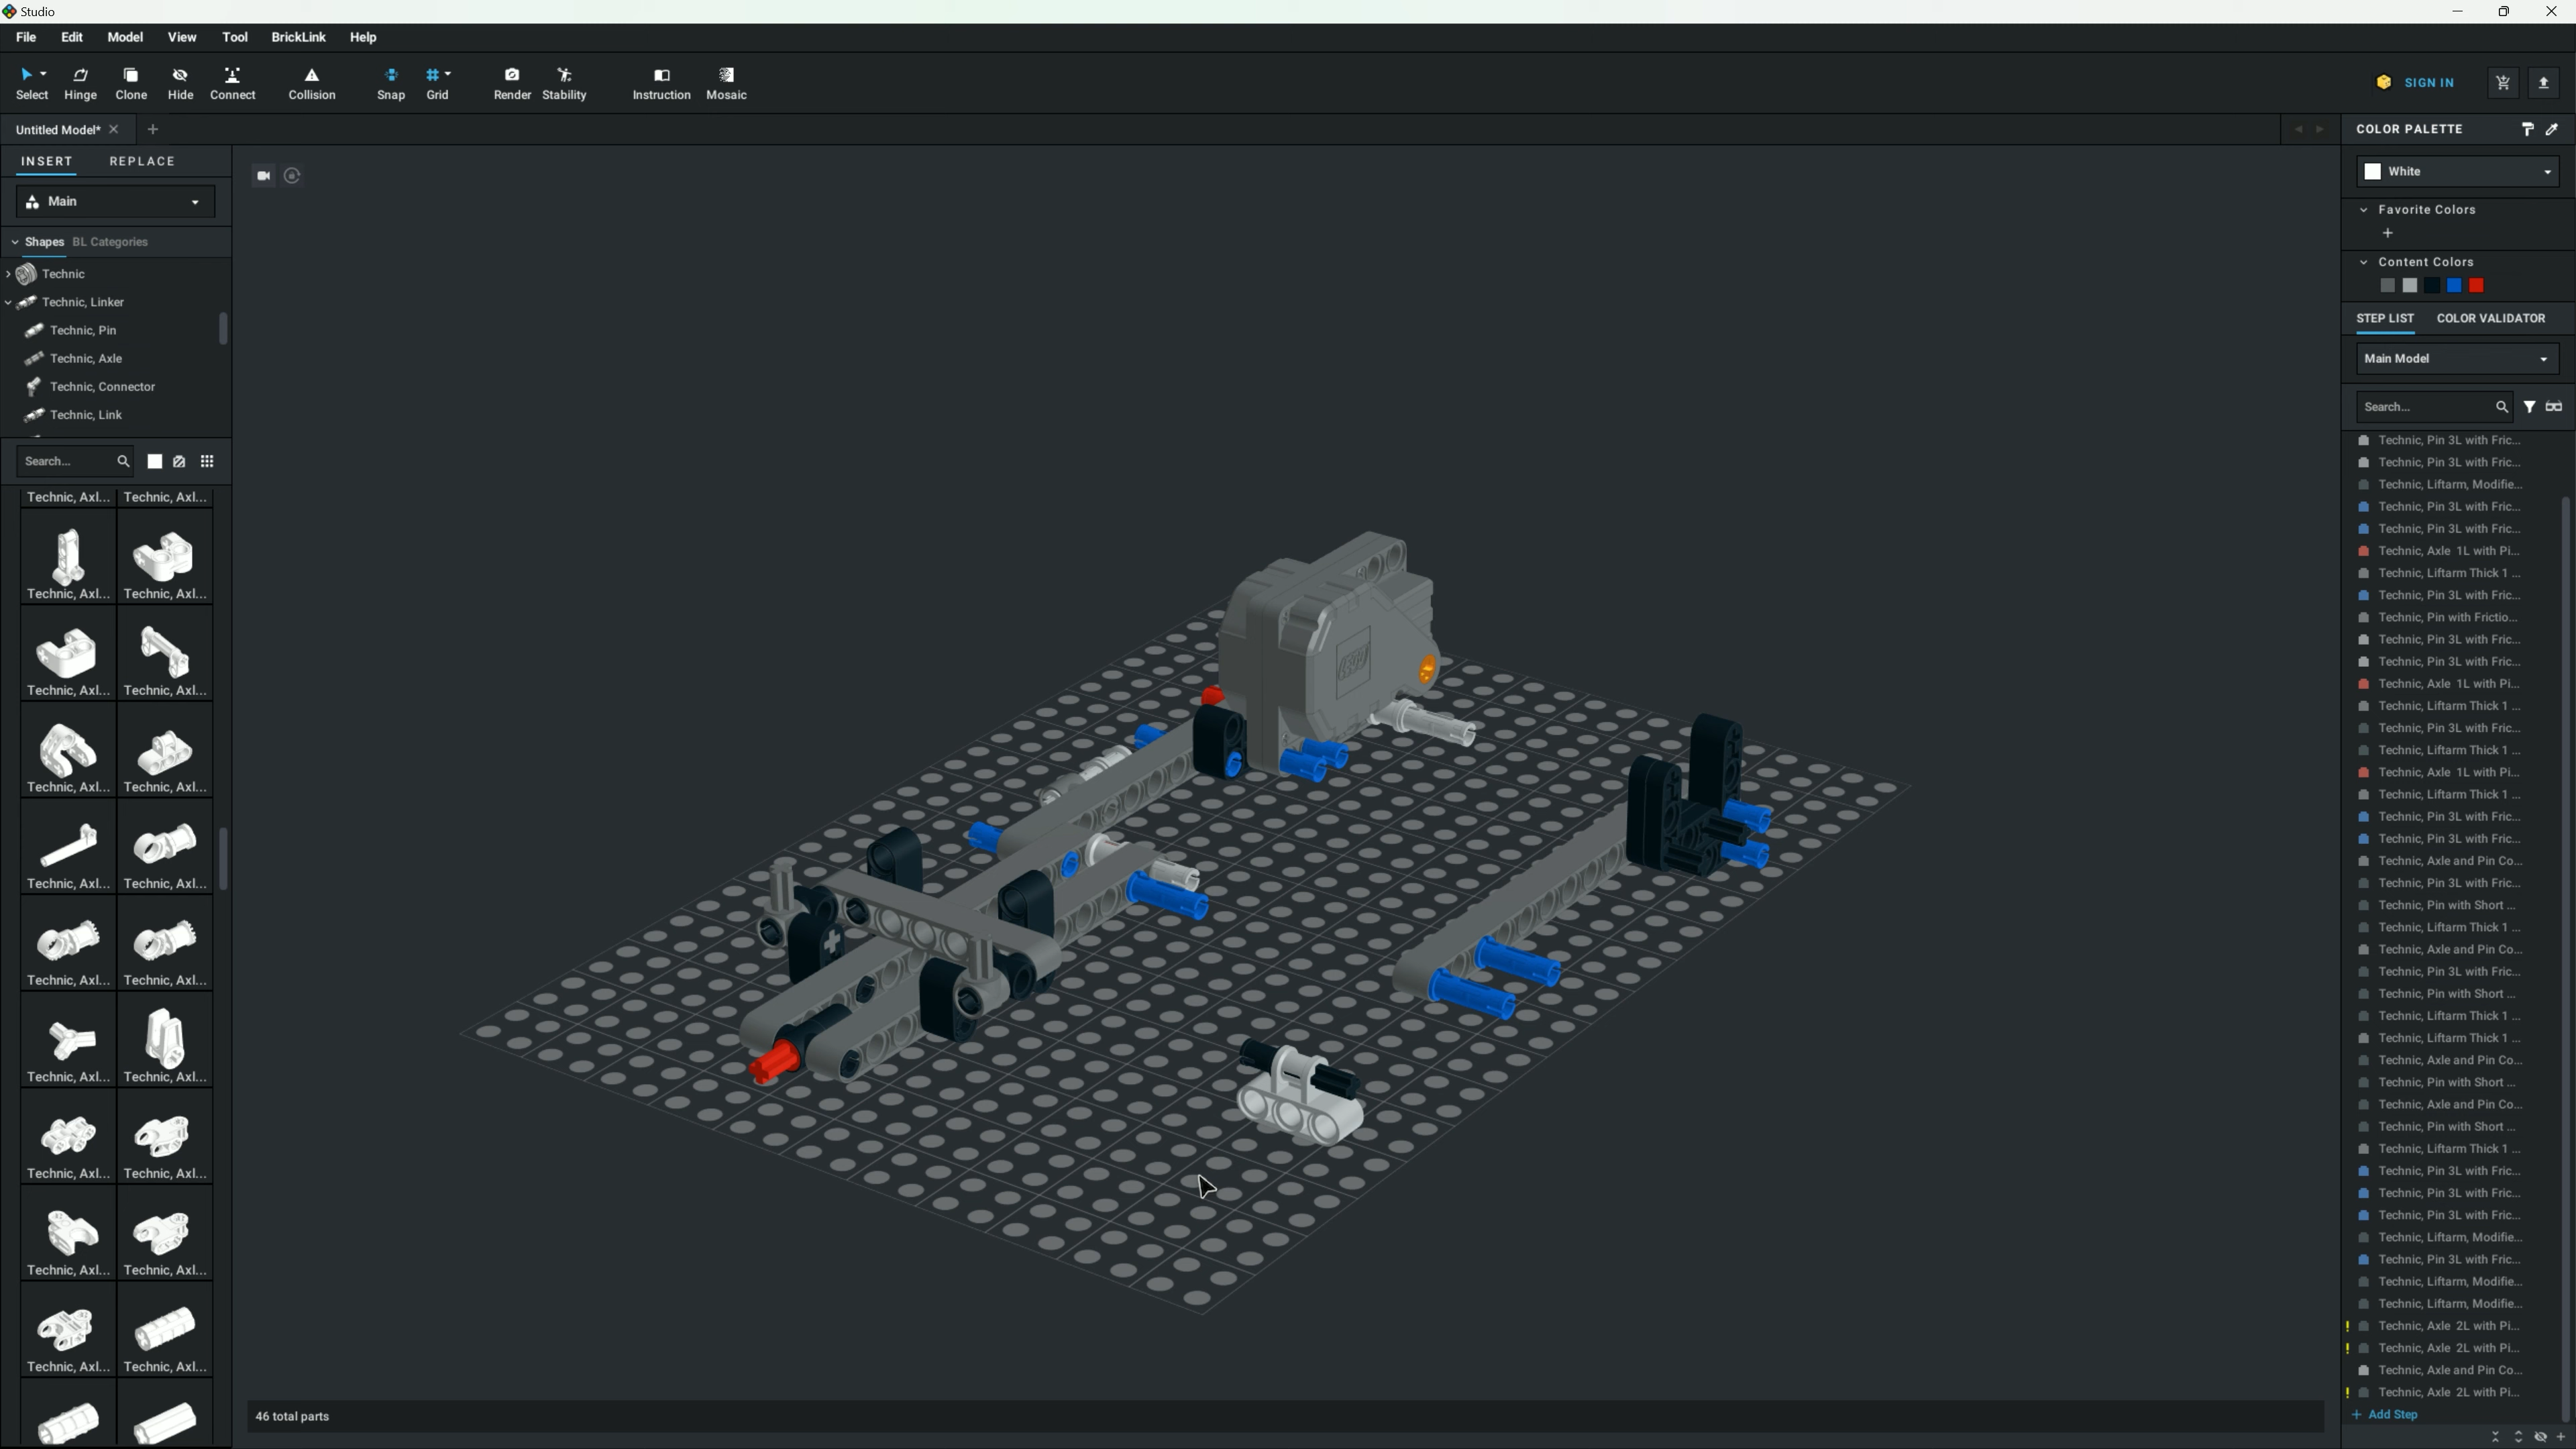 Studio
File Edit Model View Tool BrickLink Help
Select Hinge Clone Hide Connect Collision Snap Grid Render Stability Instruction Mosaic
SIGN IN
Untitled Model*
INSERT REPLACE
Main
Shapes BL Categories
Technic
Technic, Linker
Technic, Pin
Technic, Axle
Technic, Connector
Technic, Link
Search...
Technic, Axl... Technic, Axl...
Technic, Axl... Technic, Axl...
Technic, Axl... Technic, Axl...
Technic, Axl... Technic, Axl...
Technic, Axl... Technic, Axl...
Technic, Axl... Technic, Axl...
Technic, Axl... Technic, Axl...
Technic, Axl... Technic, Axl...
Technic, Axl... Technic, Axl...
Technic, Axl... Technic, Axl...
LEGO
46 total parts
COLOR PALETTE
White
Favorite Colors
Content Colors
STEP LIST COLOR VALIDATOR
Main Model
Search...
Technic, Pin 3L with Fric...
Technic, Pin 3L with Fric...
Technic, Liftarm, Modifie...
Technic, Pin 3L with Fric...
Technic, Pin 3L with Fric...
Technic, Axle 1L with Pi...
Technic, Liftarm Thick 1 ...
Technic, Pin 3L with Fric...
Technic, Pin with Frictio...
Technic, Pin 3L with Fric...
Technic, Pin 3L with Fric...
Technic, Axle 1L with Pi...
Technic, Liftarm Thick 1 ...
Technic, Pin 3L with Fric...
Technic, Liftarm Thick 1 ...
Technic, Axle 1L with Pi...
Technic, Liftarm Thick 1 ...
Technic, Pin 3L with Fric...
Technic, Pin 3L with Fric...
Technic, Axle and Pin Co...
Technic, Pin 3L with Fric...
Technic, Pin with Short ...
Technic, Liftarm Thick 1 ...
Technic, Axle and Pin Co...
Technic, Pin 3L with Fric...
Technic, Pin with Short ...
Technic, Liftarm Thick 1 ...
Technic, Liftarm Thick 1 ...
Technic, Axle and Pin Co...
Technic, Pin with Short ...
Technic, Axle and Pin Co...
Technic, Pin with Short ...
Technic, Liftarm Thick 1 ...
Technic, Pin 3L with Fric...
Technic, Pin 3L with Fric...
Technic, Pin 3L with Fric...
Technic, Liftarm, Modifie...
Technic, Pin 3L with Fric...
Technic, Liftarm, Modifie...
Technic, Liftarm, Modifie...
! Technic, Axle 2L with Pi...
! Technic, Axle 2L with Pi...
Technic, Axle and Pin Co...
! Technic, Axle 2L with Pi...
+ Add Step